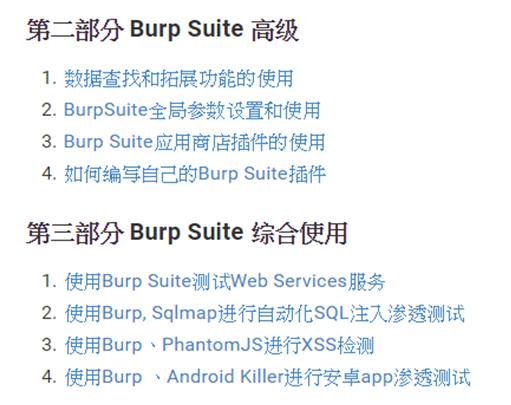 第二部分 Burp Suite 高级
1. 数据查找和拓展功能的使用
2. BurpSuite全局参数设置和使用
3. Burp Suite应用商店插件的使用
4. 如何编写自己的Burp Suite插件
第三部分 Burp Suite 综合使用
1. 使用Burp Suite测试Web Services服务
2. 使用Burp, Sqlmap进行自动化SQL注入渗透测试
3. 使用Burp、PhantomJS进行XSS检测
4. 使用Burp 、Android Killer进行安卓app渗透测试